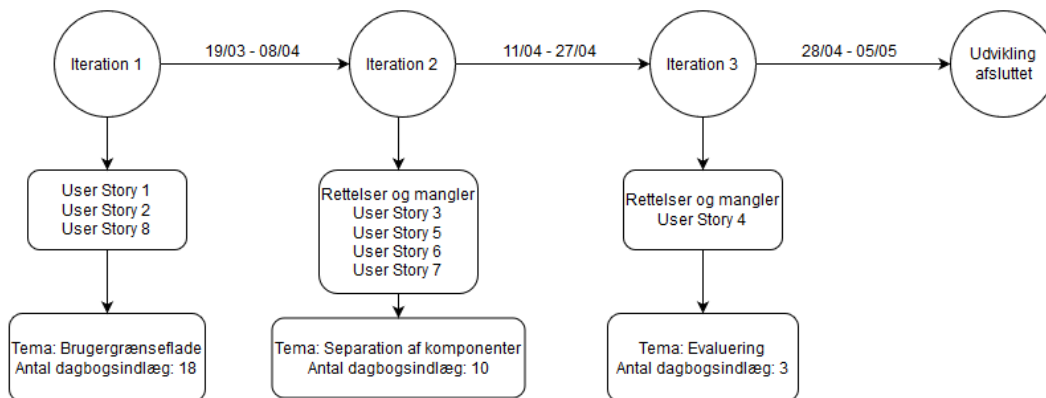 Iteration 1
19/03 - 08/04
Iteration 2
11/04 - 27/04
Iteration 3
28/04 - 05/05
Udvikling
afsluttet
User Story 1
User Story 2
User Story 8
Rettelser og mangler
User Story 3
User Story 5
User Story 6
User Story 7
Rettelser og mangler
User Story 4
Tema: Brugergrænseflade
Antal dagbogsindlæg: 18
Tema: Separation af komponenter
Antal dagbogsindlæg: 10
Tema: Evaluering
Antal dagbogsindlæg: 3